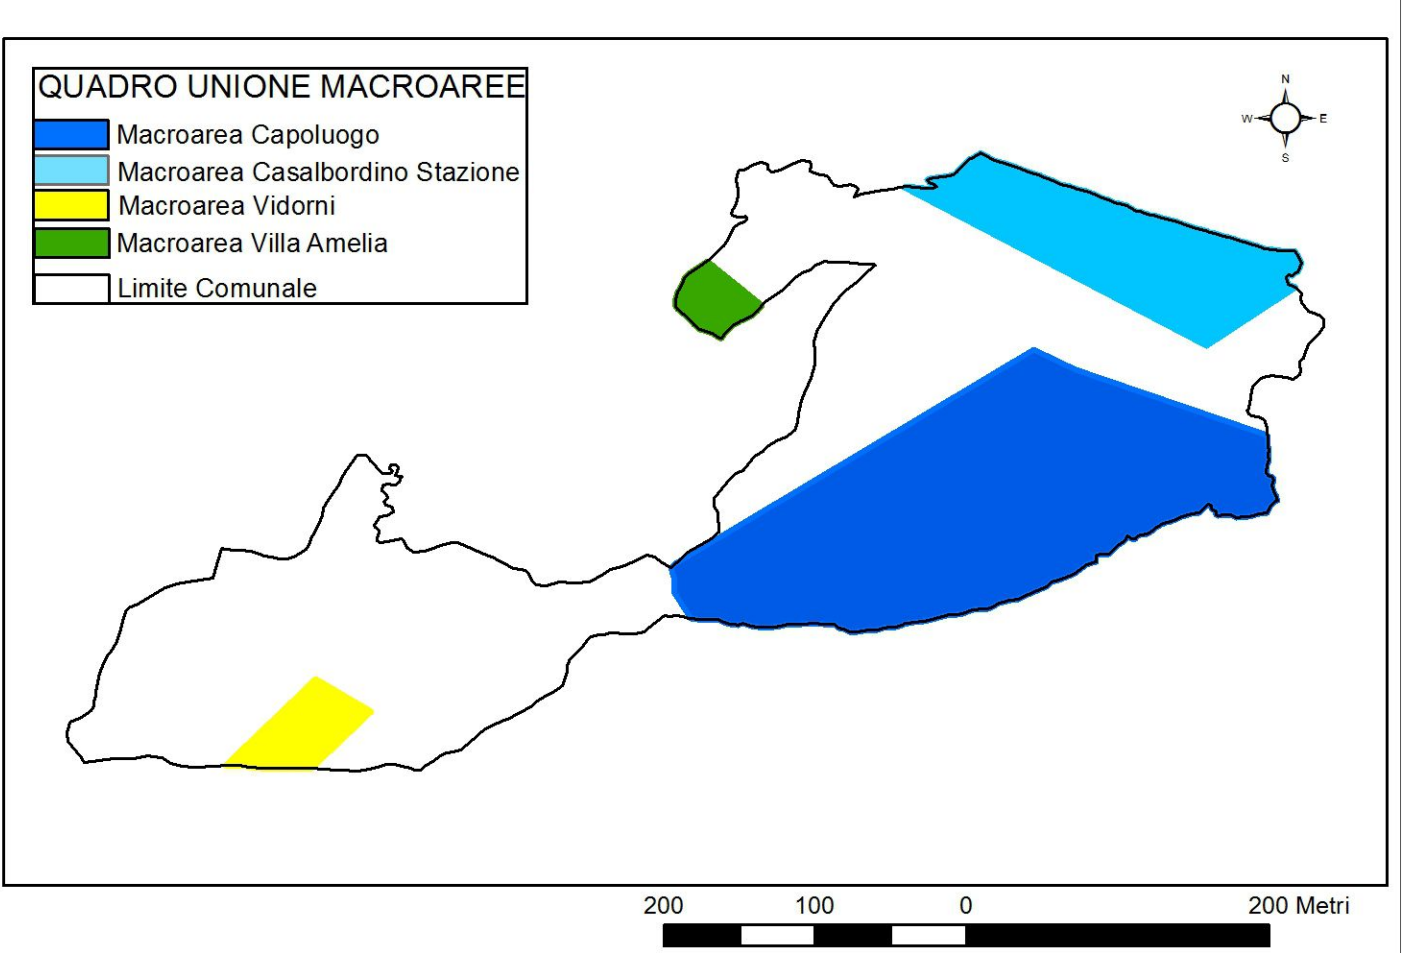 QUADRO UNIONE MACROAREE
Macroarea Capoluogo
Macroarea Casalbordino Stazione
Macroarea Vidorni
Macroarea Villa Amelia
Limite Comunale
N
W E
S
200 100 0 200 Metri